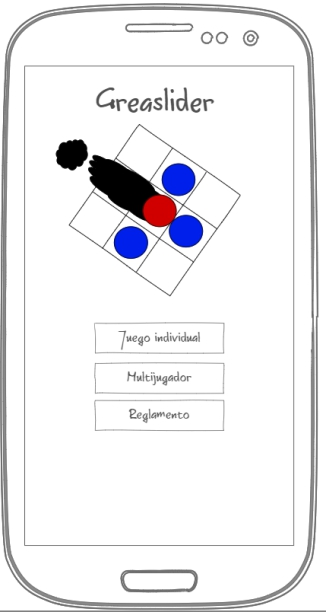 Greaslider
Juego individual
Multijugador
Reglamento